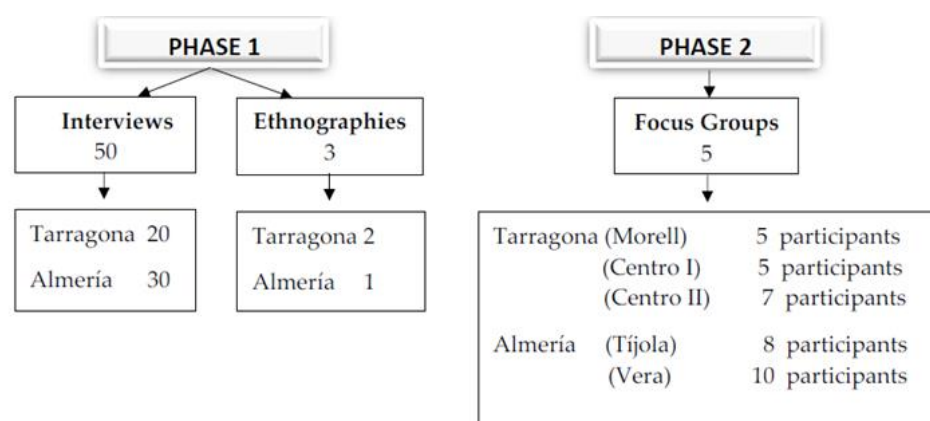 PHASE 1
Interviews
50
Ethnographies
3
Tarragona 20
Almería 30
Tarragona 2
Almería 1
PHASE 2
Focus Groups
5
Tarragona (Morell) 5 participants
(Centro I) 5 participants
(Centro II) 7 participants
Almería (Tíjola) 8 participants
(Vera) 10 participants